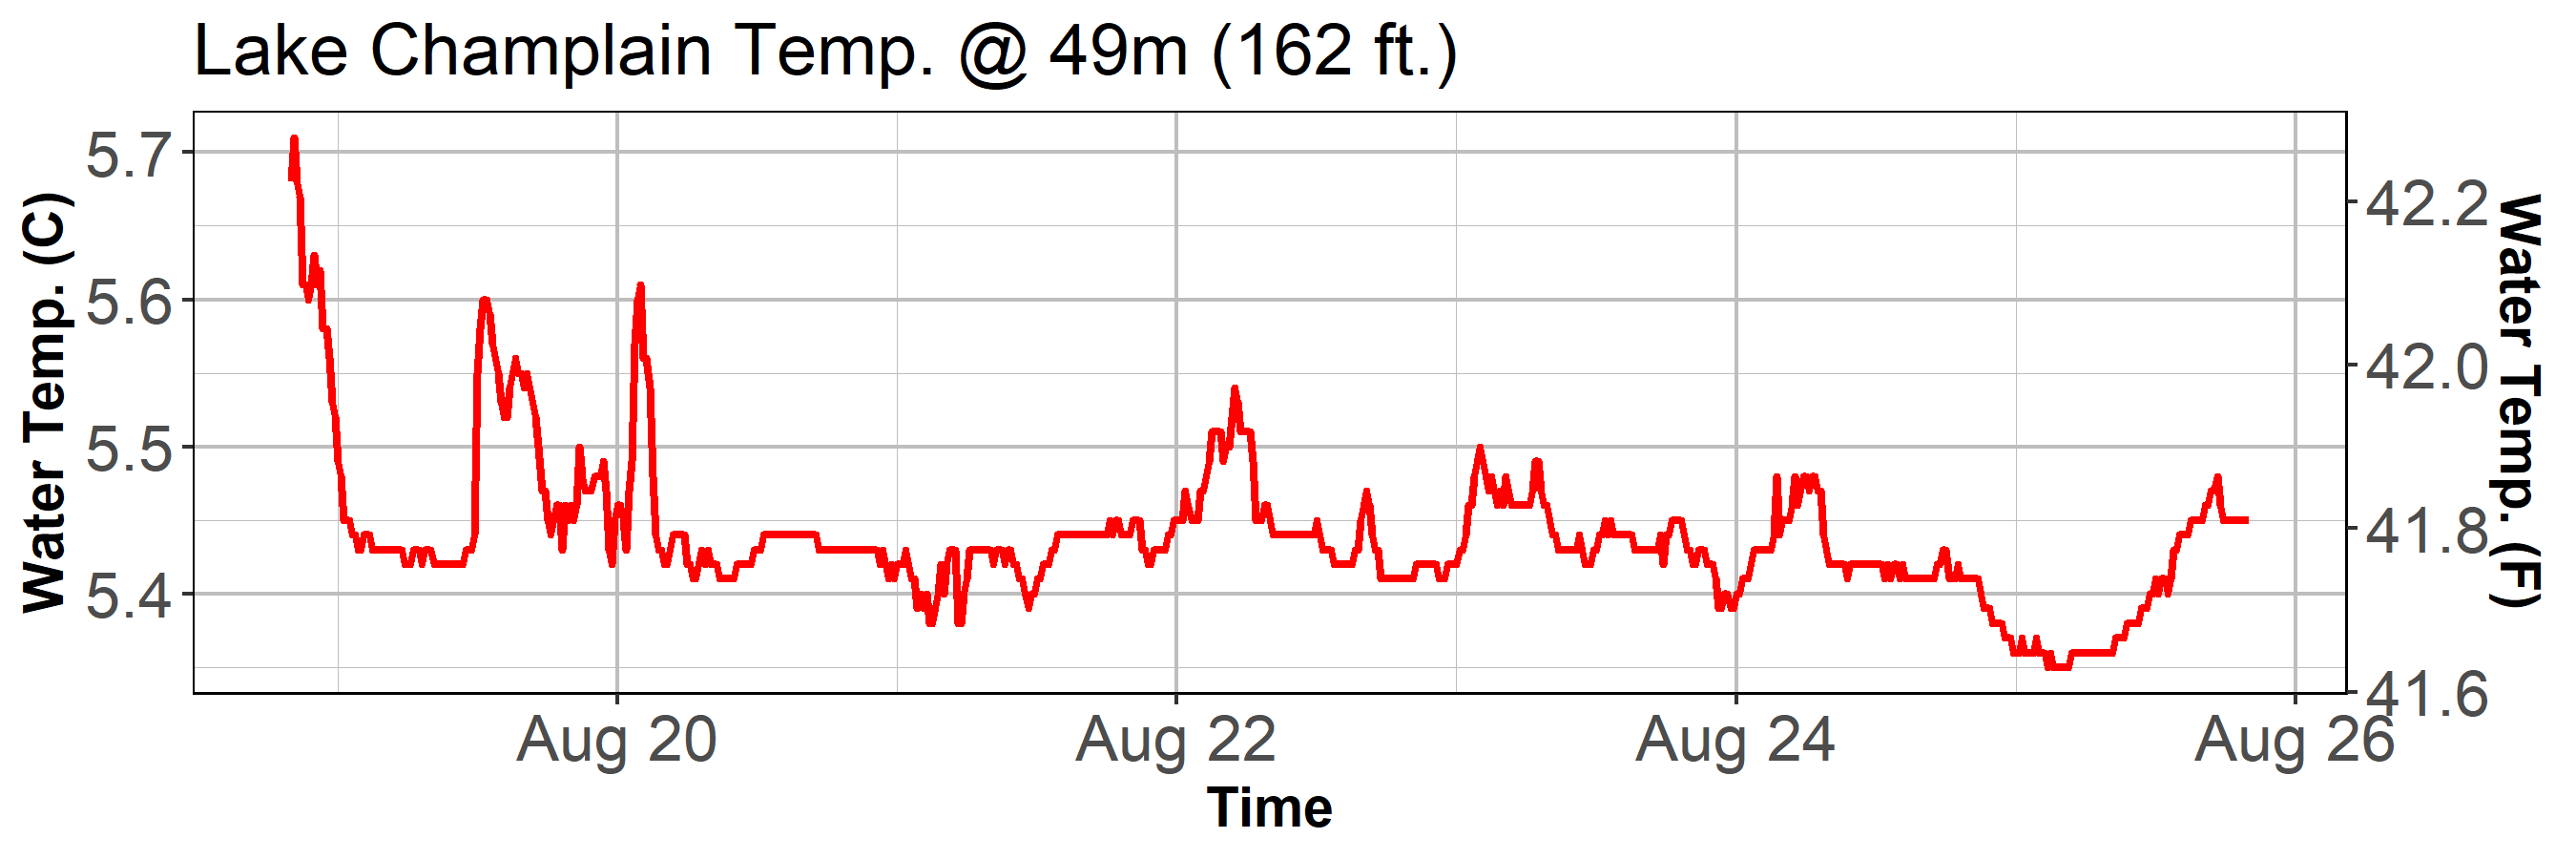 Lake Champlain Temp. @ 49m (162 ft.)
Water Temp. (C)
5.7
5.6
5.5
5.4
42.2
42.0
41.8
41.6
Water Temp. (F)
Aug 20 Aug 22 Aug 24 Aug 26
Time